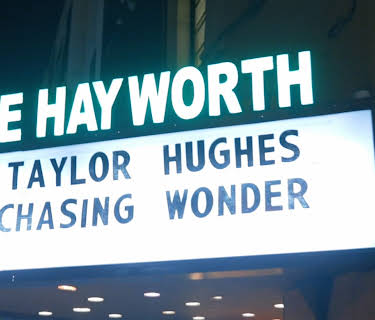 E HAYWORTH
TAYLOR HUGHES
CHASING WONDER